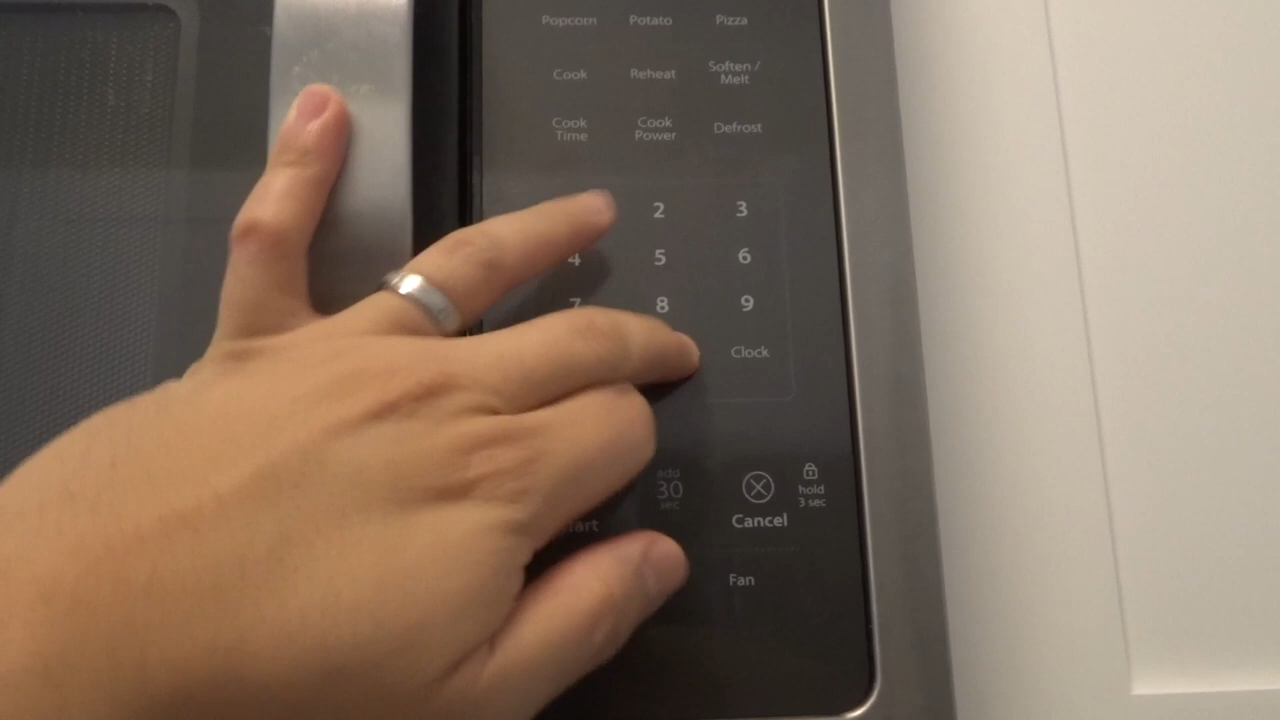 Popcorn Potato Pizza
Cook Reheat Soften /
Melt
Cook Cook Defrost
Time Power
2 3
4 5 6
7 8 9
Clock
add
30
sec
hold
3 sec
Cancel
Fan